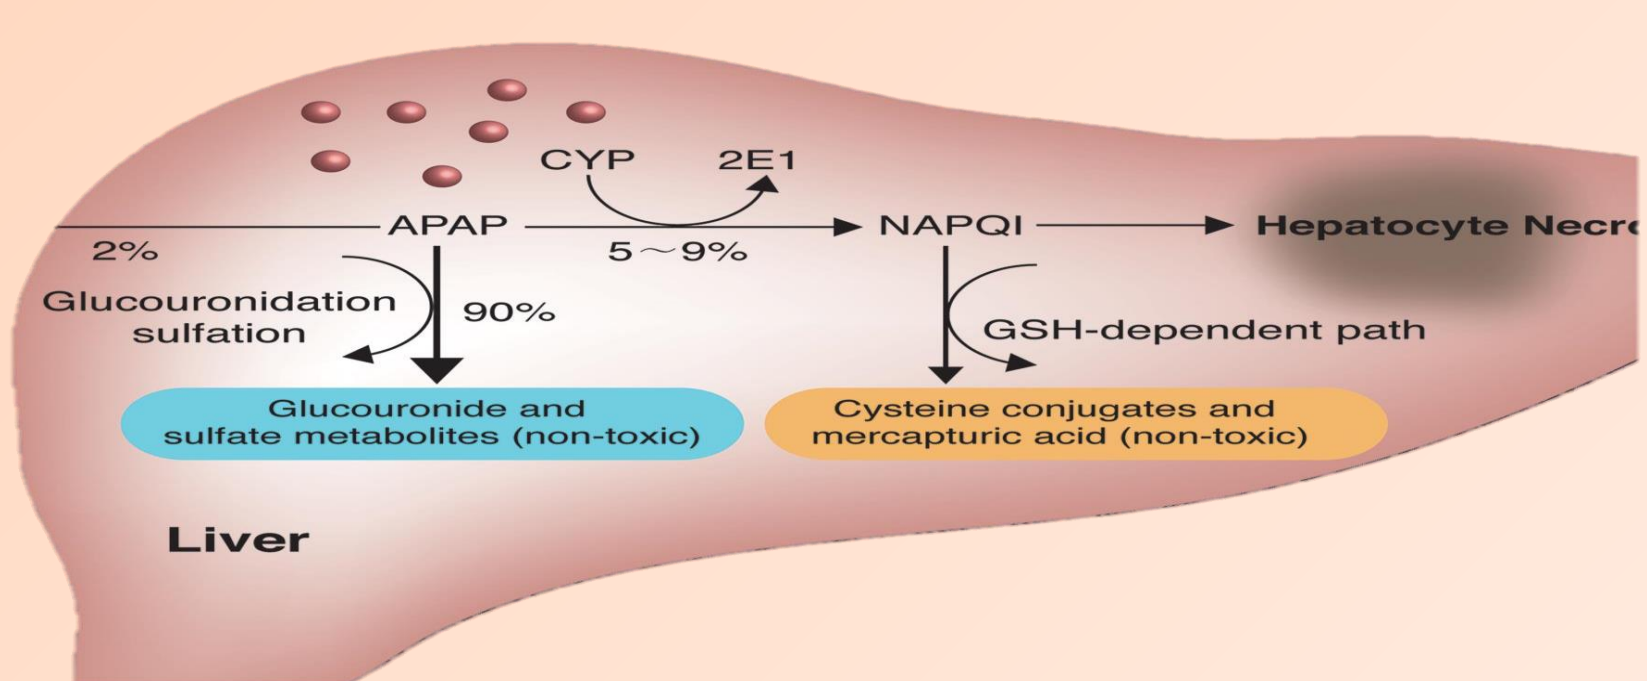 CYP 2E1
APAP
NAPQI
Hepatocyte
2%
5~9%
Glucouronidation
sulfation
90%
GSH-dependent path
Glucouronide and
sulfate metabolites (non-toxic)
Cysteine conjugates and
mercapturic acid (non-toxic)
Liver